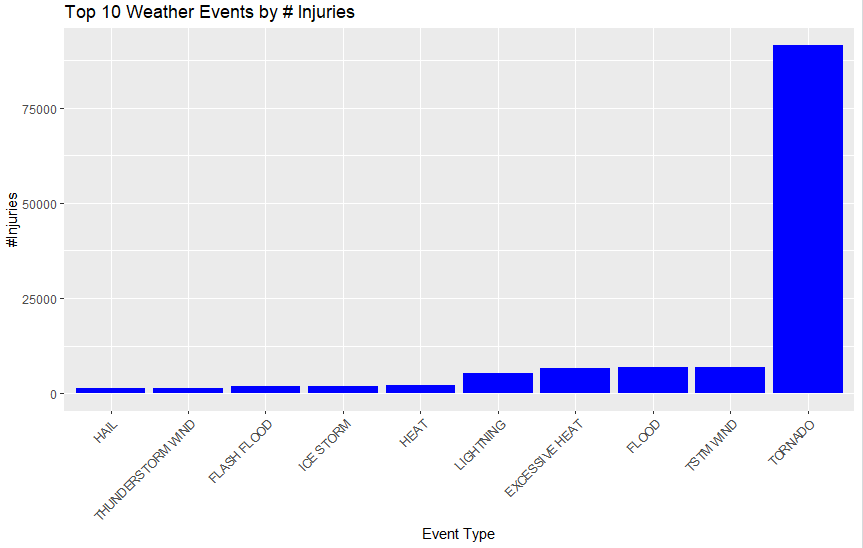 Top 10 Weather Events by # Injuries
#Injuries
75000
50000
25000
0
HAIL
THUNDERSTORM WIND
FLASH FLOOD
ICE STORM
HEAT
LIGHTNING
EXCESSIVE HEAT
FLOOD
TSTM WIND
TORNADO
Event Type